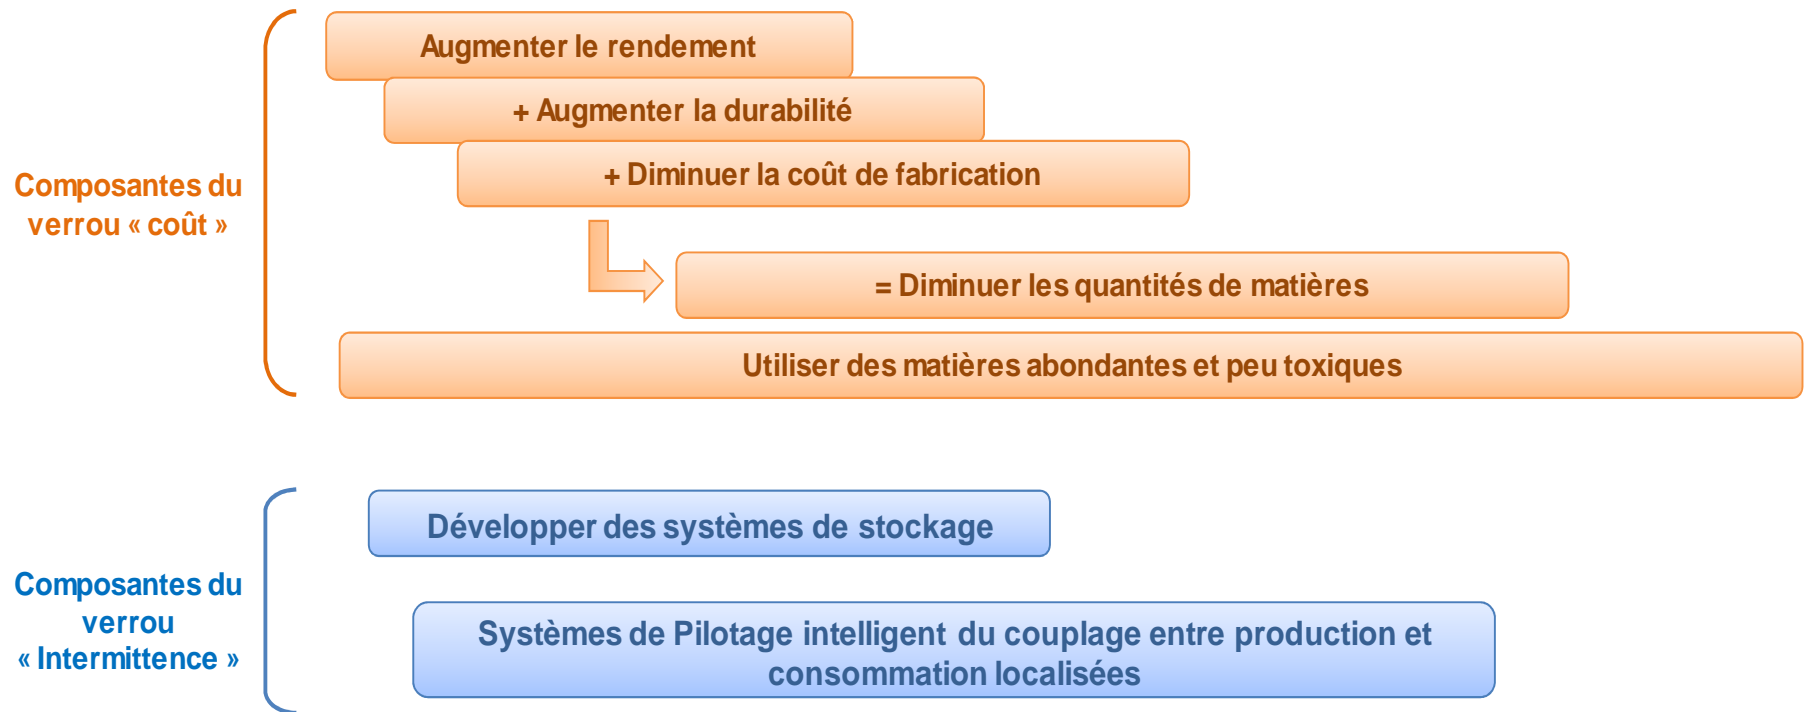 Augmenter le rendement
+ Augmenter la durabilité
+ Diminuer la coût de fabrication
Composantes du
verrou « coût »
= Diminuer les quantités de matières
Utiliser des matières abondantes et peu toxiques
Développer des systèmes de stockage
Composantes du
verrou
« Intermittence »
Systèmes de Pilotage intelligent du couplage entre production et
consommation localisées